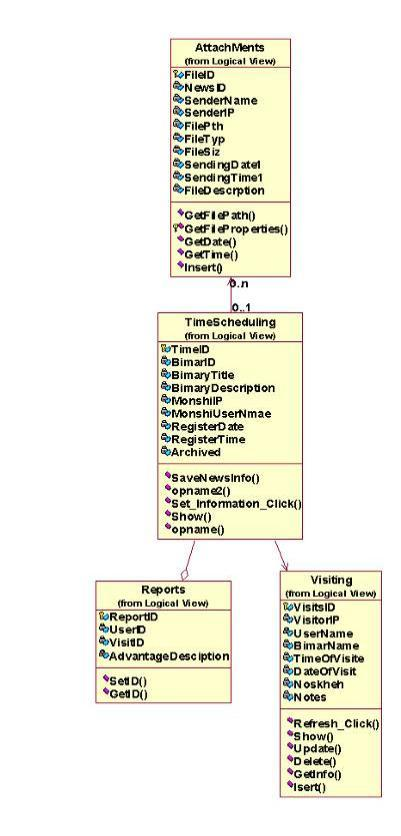 AttachMents
(from Logical View)
FileID
NewsID
SenderName
SenderIP
FilePth
FileTyp
FileSiz
SendingDate1
SendingTime1
FileDescrption
GetFilePath()
GetFileProperties()
GetDate()
GetTime()
Insert()
0..n
0..1
TimeScheduling
(from Logical View)
TimeID
BimarID
BimaryTitle
BimaryDescription
MonshiIP
MonshiUserNmae
RegisterDate
RegisterTime
Archived
SaveNewsInfo()
opname2()
Set_Information_Click()
Show()
opname()
Reports
(from Logical View)
ReportID
UserID
VisitID
AdvantageDesciption
SetID()
GetID()
Visiting
(from Logical View)
VisitsID
VisitorIP
UserName
BimarName
TimeOfVisite
DateOfVisit
Noskheh
Notes
Refresh_Click()
Show()
Update()
Delete()
GetInfo()
Isert()